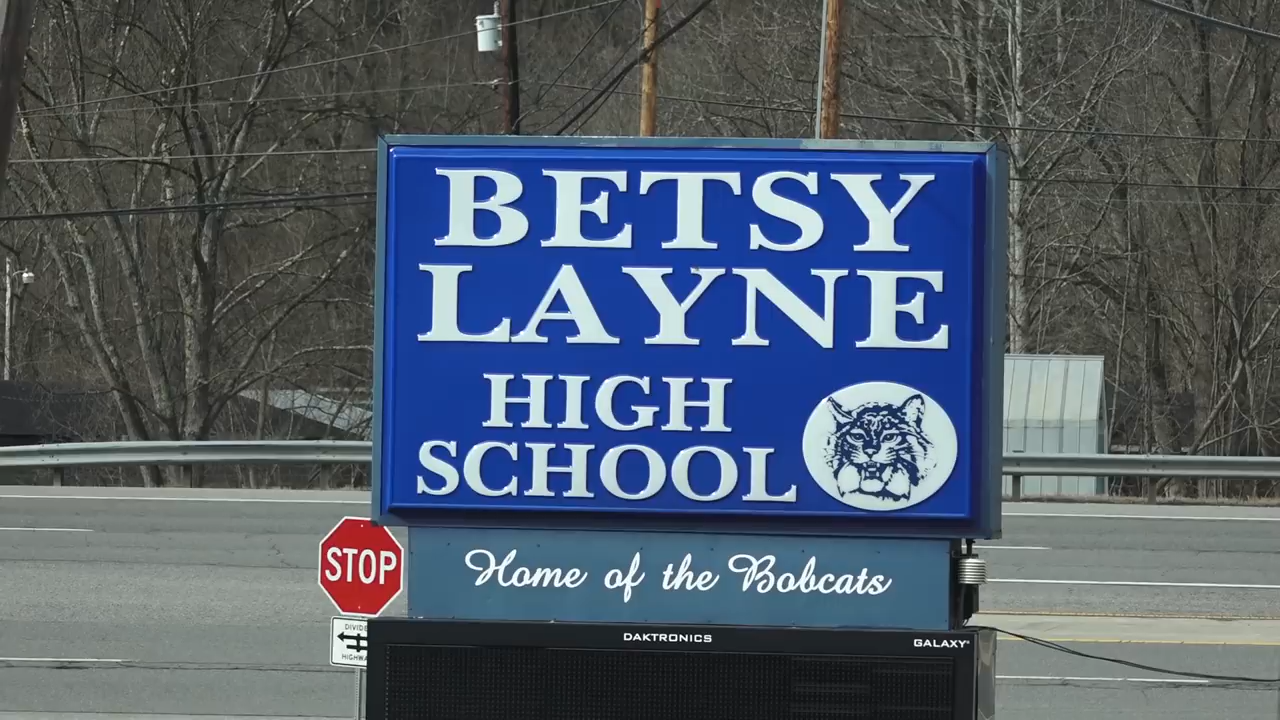 BETSY
LAYNE
HIGH
SCHOOL
Home of the Bobcats
STOP
DAKTRONICS
GALAXY